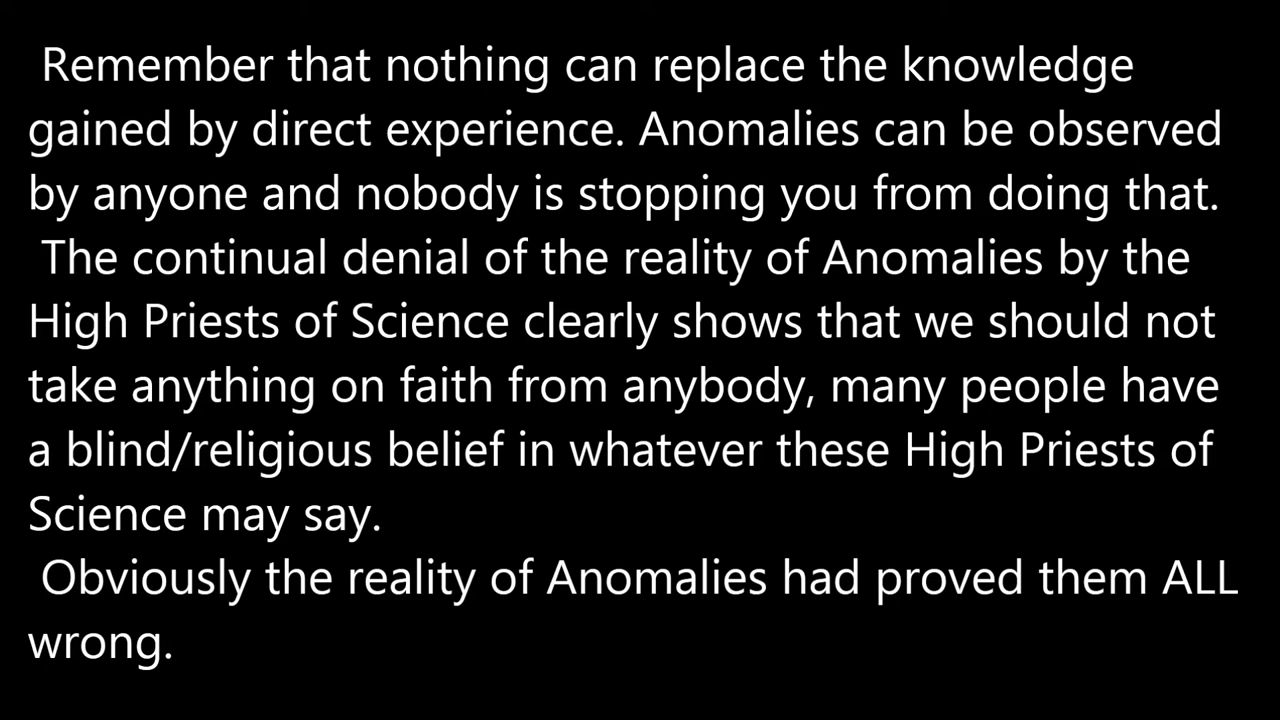 Remember that nothing can replace the knowledge
gained by direct experience. Anomalies can be observed
by anyone and nobody is stopping you from doing that.
The continual denial of the reality of Anomalies by the
High Priests of Science clearly shows that we should not
take anything on faith from anybody, many people have
a blind/religious belief in whatever these High Priests of
Science may say.
Obviously the reality of Anomalies had proved them ALL
wrong.